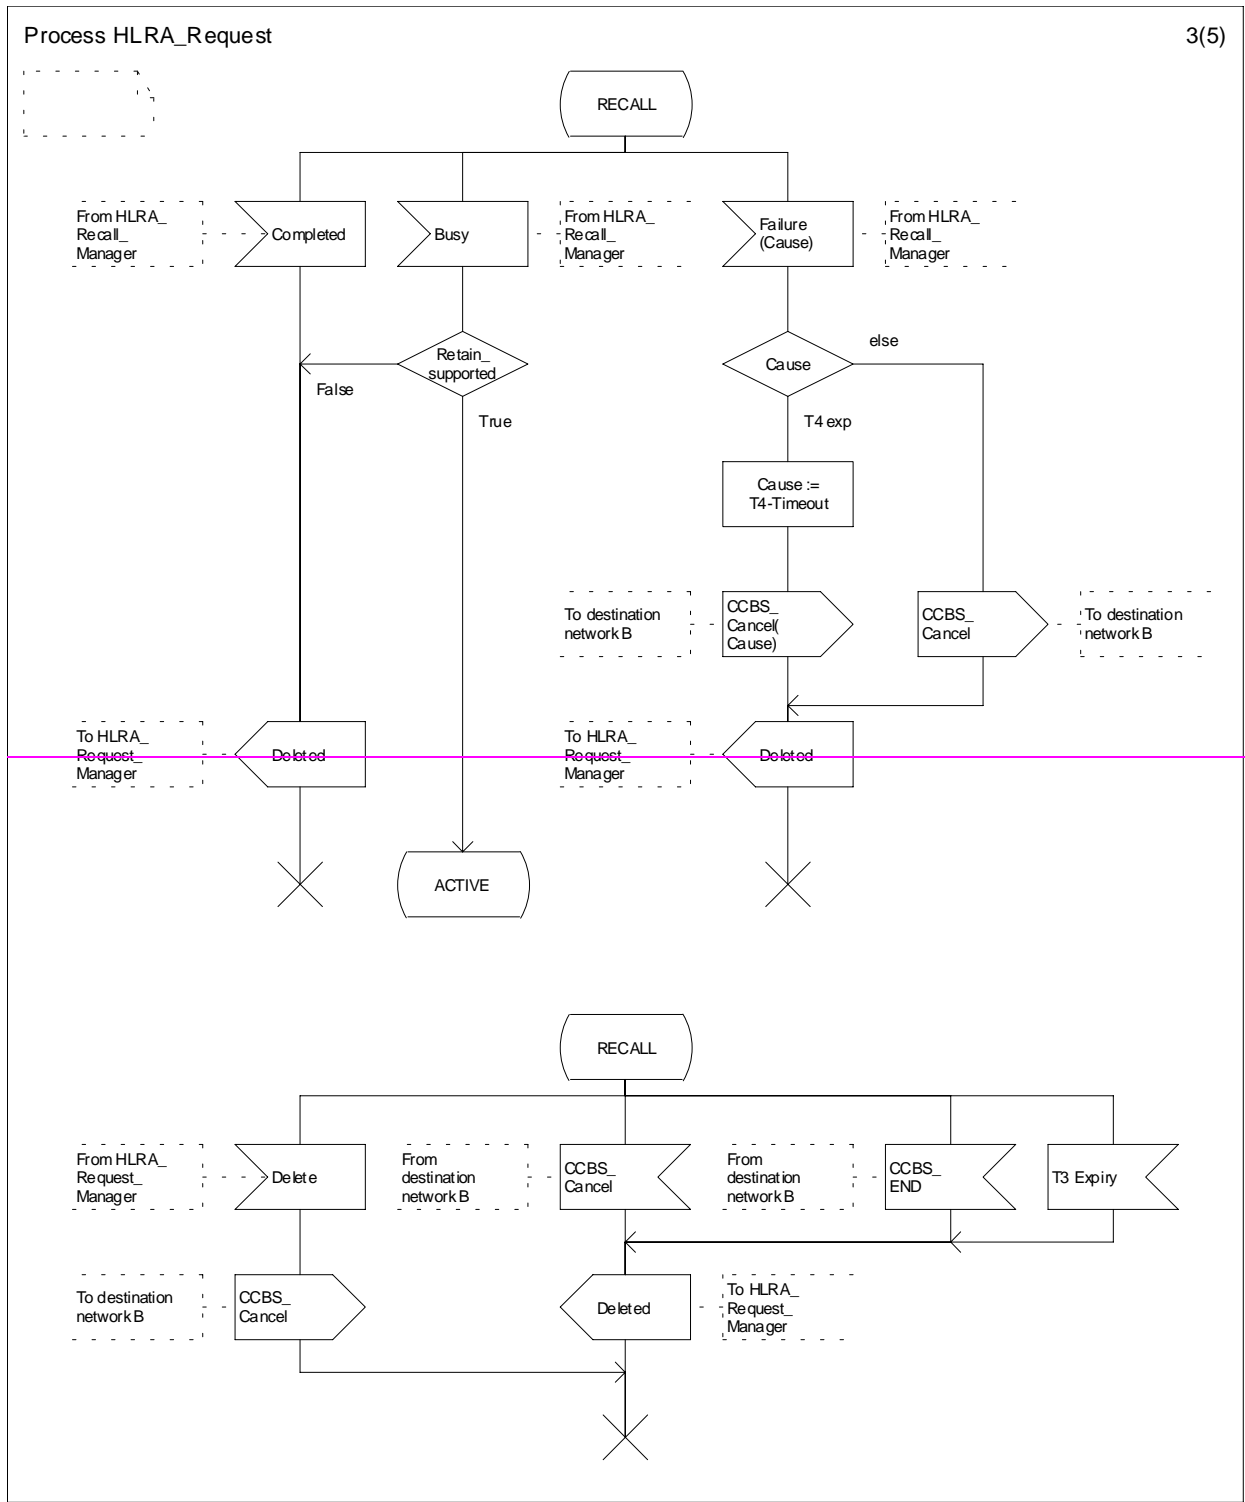 Process HLRA_Request
3(5)
RECALL
From HLRA_
Recall_
Manager
Completed
Busy
From HLRA_
Recall_
Manager
Failure
(Cause)
From HLRA_
Recall_
Manager
Retain_
supported
False
True
Cause
else
T4 exp
Cause :=
T4-Timeout
To destination
network B
CCBS_
Cancel(
Cause)
CCBS_
Cancel
To destination
network B
To HLRA_
Request_
Manager
Deleted
To HLRA_
Request_
Manager
Deleted
ACTIVE
RECALL
From HLRA_
Request_
Manager
Delete
From
destination
network B
CCBS_
Cancel
From
destination
network B
CCBS_
END
T3 Expiry
To destination
network B
CCBS_
Cancel
Deleted
To HLRA_
Request_
Manager